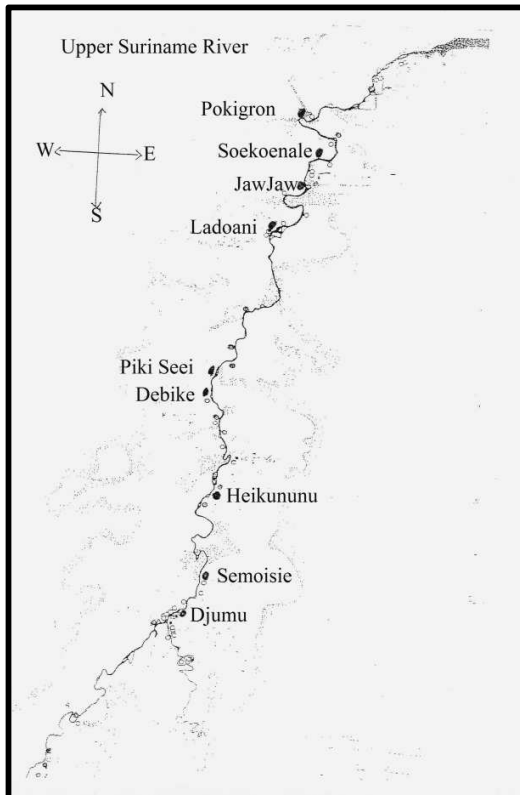 Upper Suriname River
N
W
E
S
Pokigron
Soekoenale
JawJaw
Ladoani
Piki Seei
Debike
Heikununu
Semoisie
Djumu